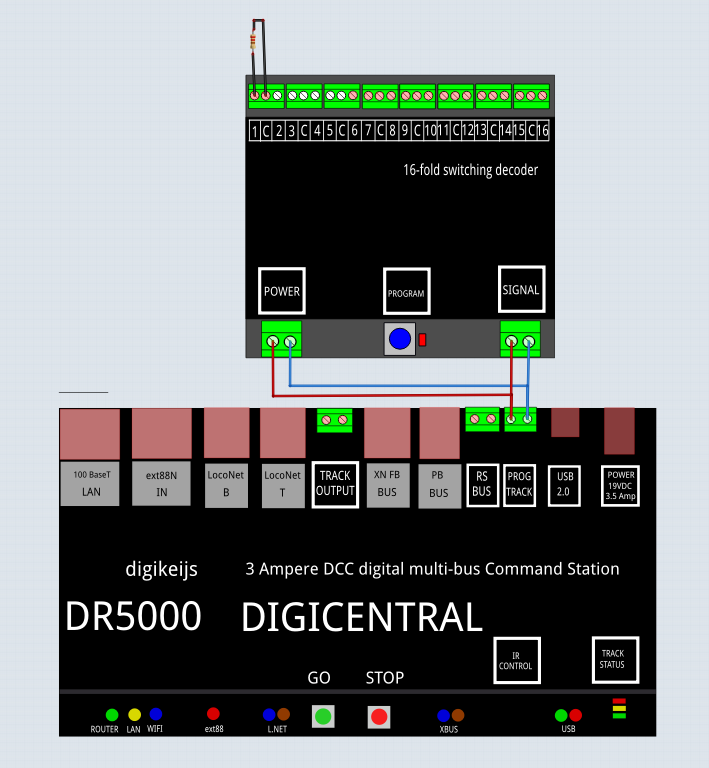 1 C 2 3 C 4 5 C 6 7 C 8 9 C 10 11 C 12 13 C 14 15 C 16
16-fold switching decoder
POWER
PROGRAM
SIGNAL
100 BaseT
LAN
ext88N
IN
LocoNet
B
LocoNet
T
TRACK
OUTPUT
XN FB
BUS
PB
BUS
RS
BUS
PROG
TRACK
USB
2.0
POWER
19VDC
3.5 Amp
digikeijs
3 Ampere DCC digital multi-bus Command Station
DR5000
DIGICENTRAL
IR
CONTROL
TRACK
STATUS
GO
STOP
ROUTER
LAN
WIFI
ext88
L.NET
XBUS
USB